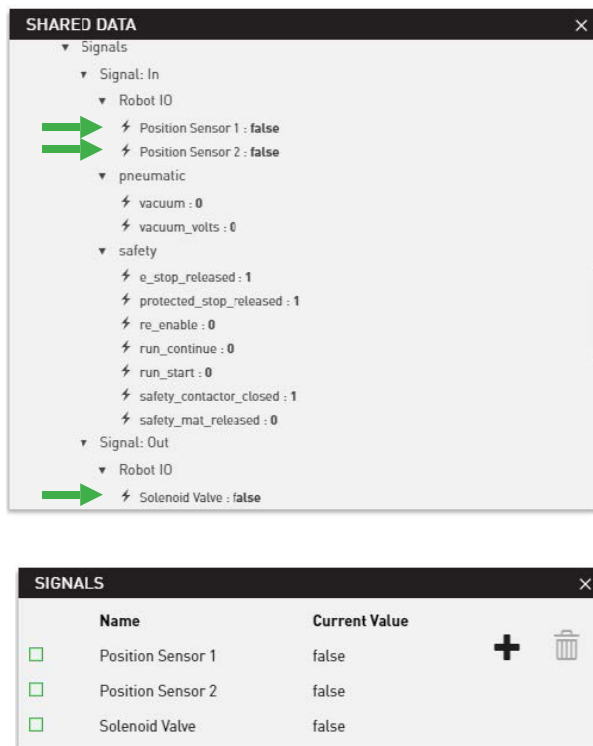 SHARED DATA
Signals
Signal: In
Robot IO
Position Sensor 1 : false
Position Sensor 2 : false
pneumatic
vacuum : 0
vacuum_volts : 0
safety
e_stop_released : 1
protected_stop_released : 1
re_enable : 0
run_continue : 0
run_start : 0
safety_contactor_closed : 1
safety_mat_released : 0
Signal: Out
Robot IO
Solenoid Valve : false
SIGNALS
Name Current Value
Position Sensor 1 false
Position Sensor 2 false
Solenoid Valve false